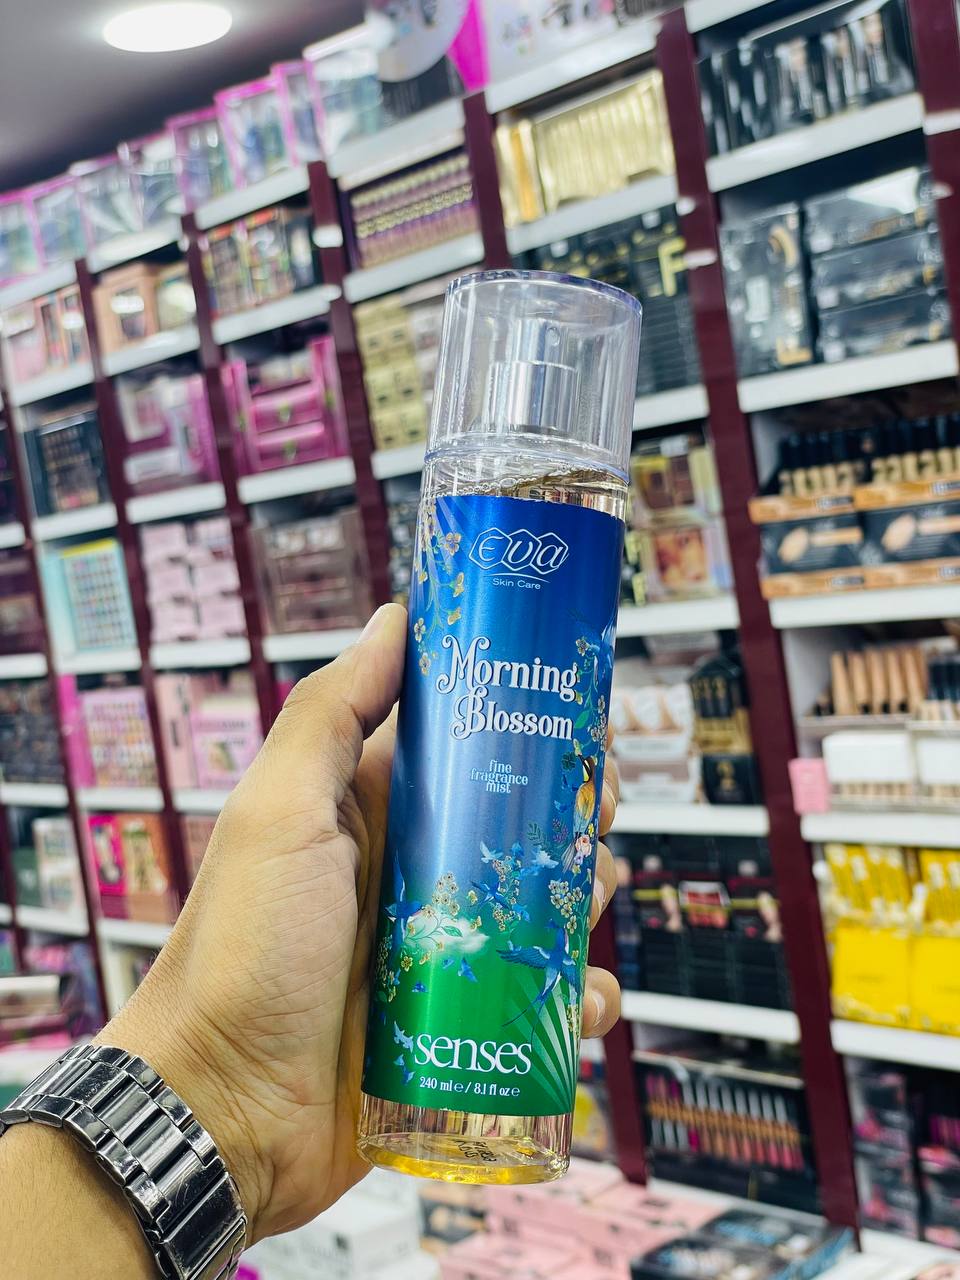 Eva
Skin Care
Morning
Blossom
fine
fragrance
mist
senses
240 ml e / 8.1 fl oz e